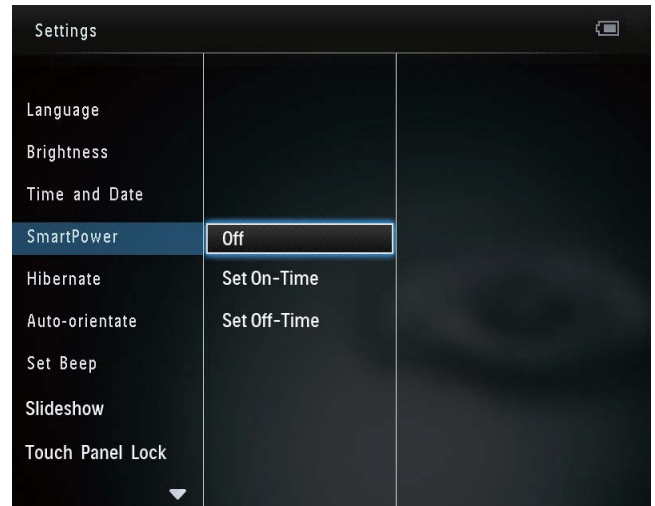 Settings
Language
Brightness
Time and Date
SmartPower
Hibernate
Auto-orientate
Set Beep
Slideshow
Touch Panel Lock
Off
Set On-Time
Set Off-Time